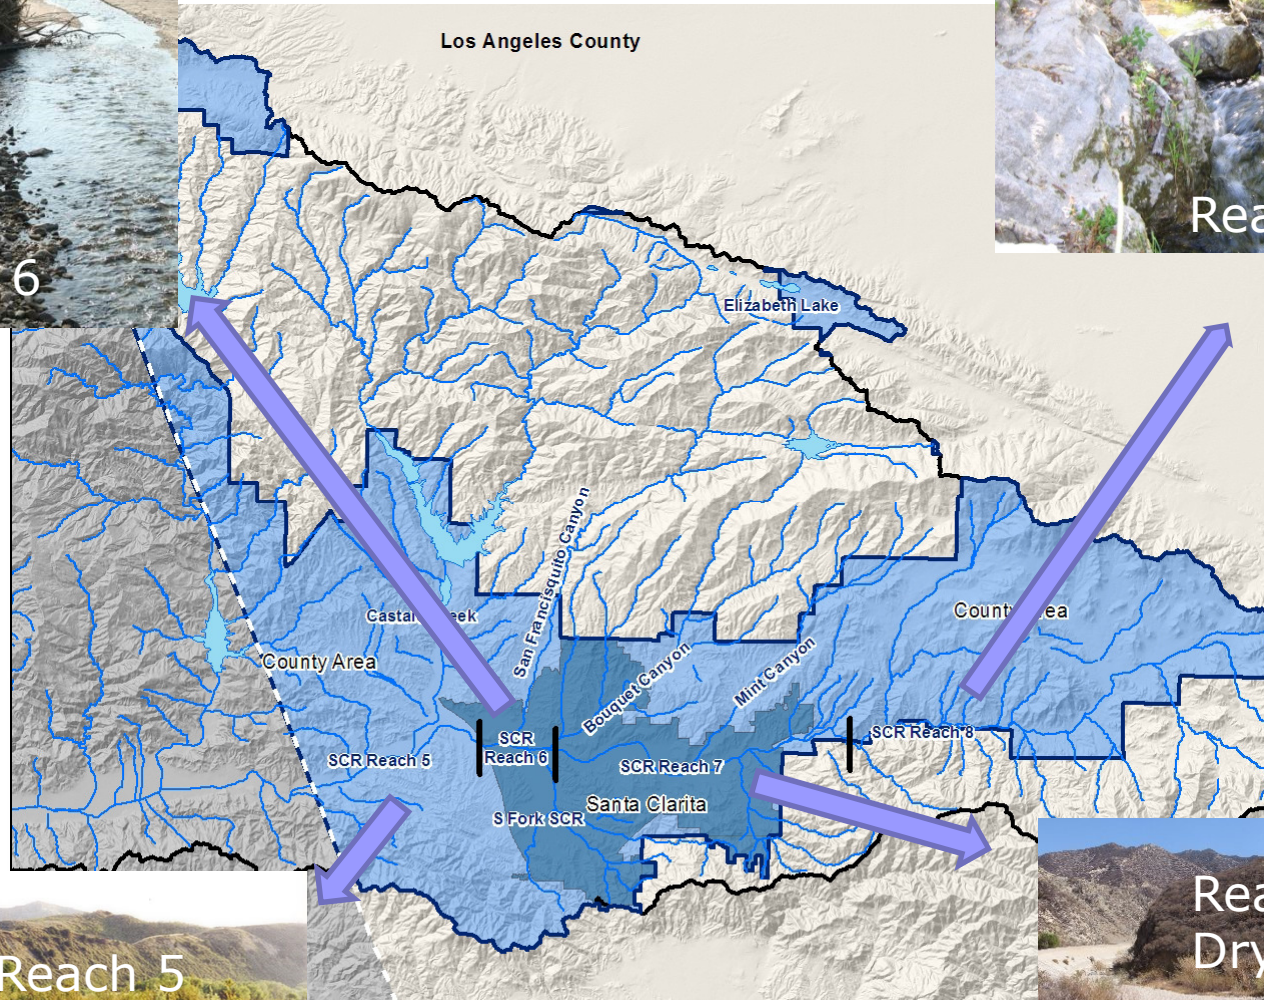 Los Angeles County
Rea
6
Elizabeth Lake
San Francisquito Canyon
County Area
Castaic Creek
County Area
Bouquet Canyon
Mint Canyon
SCR
Reach 6
SCR Reach 8
SCR Reach 5
SCR Reach 7
Santa Clarita
S Fork SCR
Rea
Dry
Reach 5